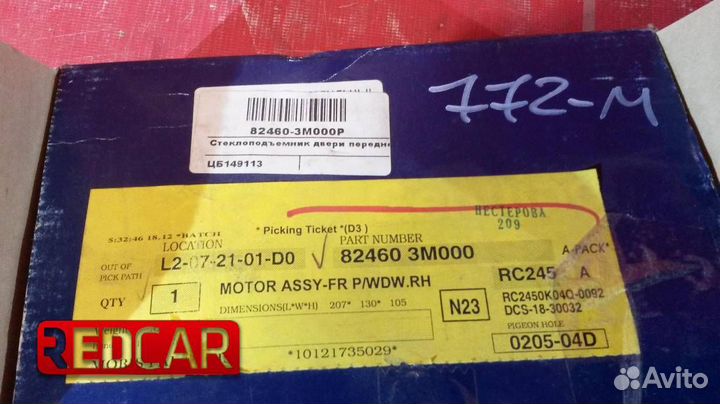 772-M
82460-3M000P
Стеклоподъемник двери передне
ЦБ149113
НЕСТЕРОВА
209
* Picking Ticket *(D3 )
S:32:46 18.12 *BATCH
LOCATION
PART NUMBER
OUT OF
PICK PATH
L2-07-21-01-D0
82460 3M000
A-PACK*
QTY
1
MOTOR ASSY-FR P/WDW.RH
RC245 A
DIMENSIONS(L*W*H) 207* 130* 105
N23
RC2450K04Q-0092
DCS-18-30032
PIGEON HOLE
0205-04D
*10121735029*
REDCAR
Avito